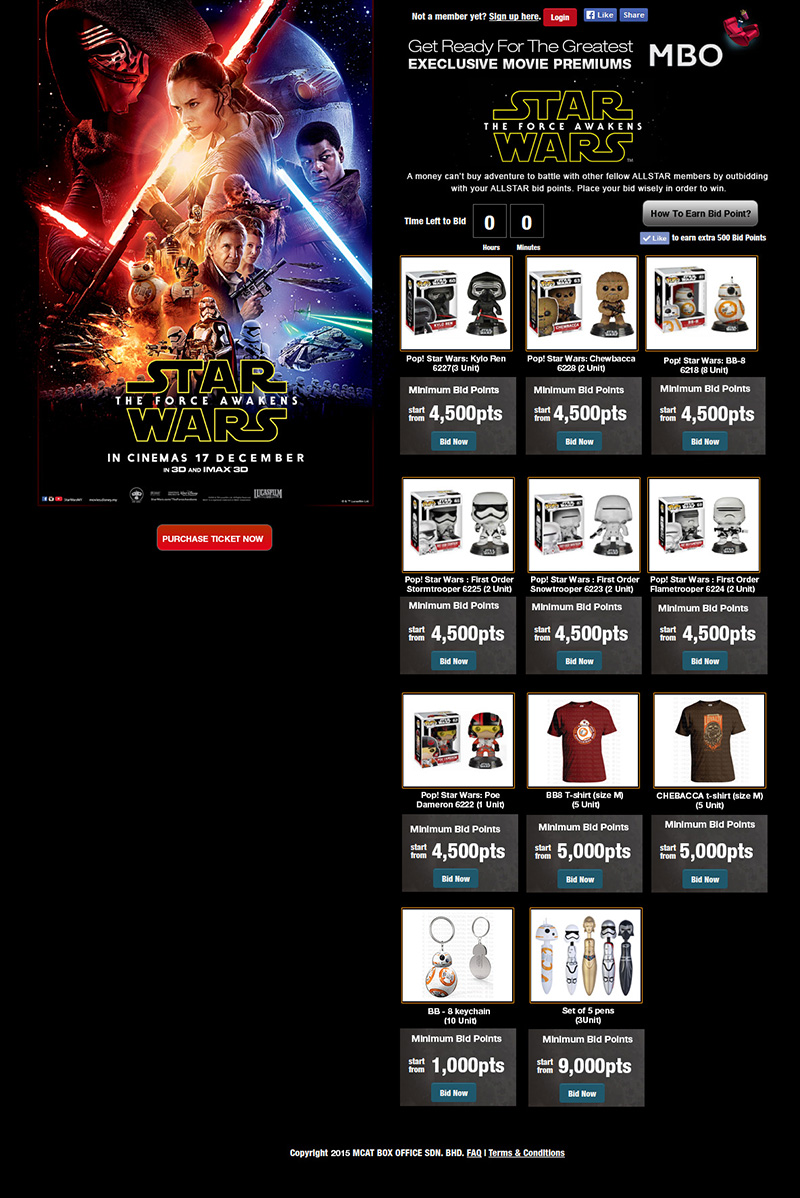 Not a member yet? Sign up here. Login Like Share
Get Ready For The Greatest
EXCLUSIVE MOVIE PREMIUMS
MBO
STAR
THE FORCE AWAKENS
WARS
A money can't buy adventure to battle with other fellow ALLSTAR members by outbidding
with your ALLSTAR bid points. Place your bid wisely in order to win.
Time Left to Bid 0 0
Hours Minutes
How To Earn Bid Point?
Like to earn extra 500 Bid Points
STAR
THE FORCE AWAKENS
WARS
IN CINEMAS 17 DECEMBER
IN 3D AND IMAX 3D
LUCASFILM
PURCHASE TICKET NOW
KYLO REN
Pop! Star Wars: Kylo Ren
6227(3 Unit)
Minimum Bid Points
start
from 4,500pts
Bid Now
CHEWBACCA
Pop! Star Wars: Chewbacca
6228 (2 Unit)
Minimum Bid Points
start
from 4,500pts
Bid Now
BB-8
Pop! Star Wars: BB-8
6218 (8 Unit)
Minimum Bid Points
start
from 4,500pts
Bid Now
Pop! Star Wars : First Order
Stormtrooper 6225 (2 Unit)
Minimum Bid Points
start
from 4,500pts
Bid Now
Pop! Star Wars : First Order
Snowtrooper 6223 (2 Unit)
Minimum Bid Points
start
from 4,500pts
Bid Now
Pop! Star Wars : First Order
Flametrooper 6224 (2 Unit)
Minimum Bid Points
start
from 4,500pts
Bid Now
Pop! Star Wars: Poe
Dameron 6222 (1 Unit)
Minimum Bid Points
start
from 4,500pts
Bid Now
BB8 T-shirt (size M)
(5 Unit)
Minimum Bid Points
start
from 5,000pts
Bid Now
CHEBACCA t-shirt (size M)
(5 Unit)
Minimum Bid Points
start
from 5,000pts
Bid Now
BB - 8 keychain
(10 Unit)
Minimum Bid Points
start
from 1,000pts
Bid Now
Set of 5 pens
(3Unit)
Minimum Bid Points
start
from 9,000pts
Bid Now
Copyright 2015 MCAT BOX OFFICE SDN. BHD. FAQ I Terms & Conditions